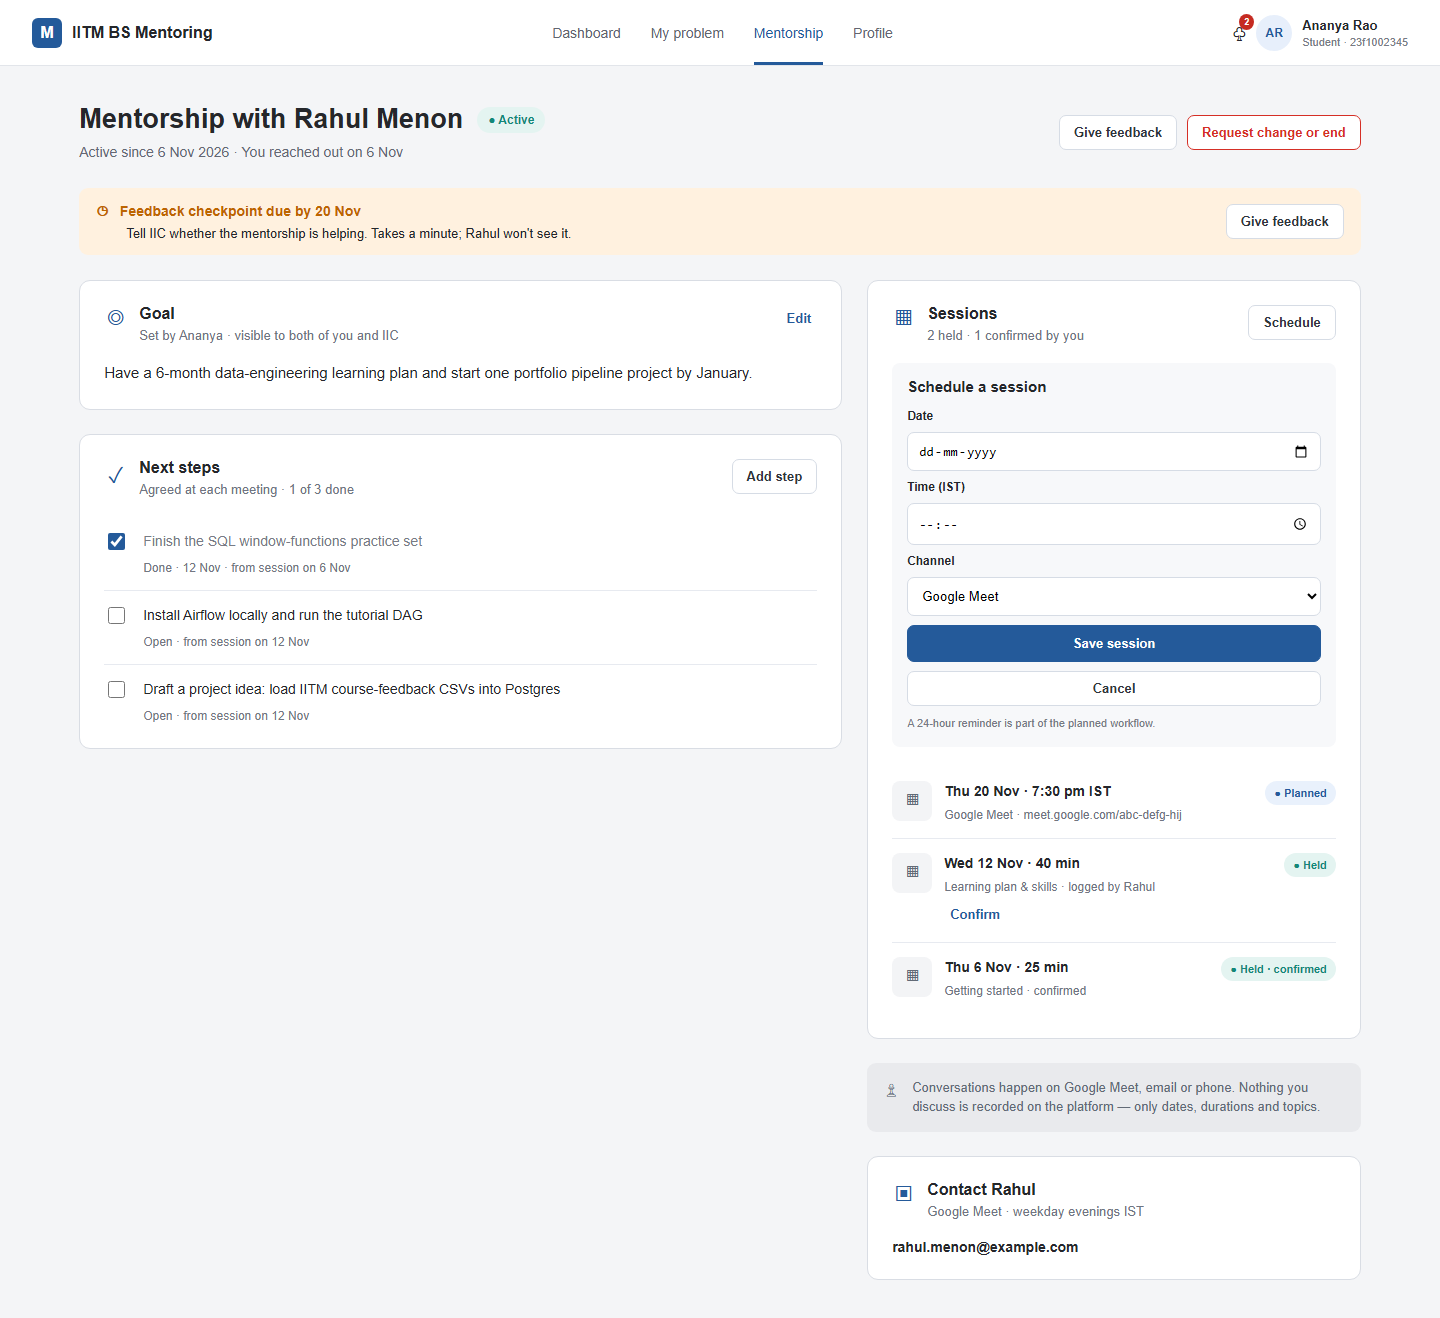 M IITM BS Mentoring
Dashboard My problem Mentorship Profile
2
AR
Ananya Rao
Student · 23f1002345
Mentorship with Rahul Menon
● Active
Active since 6 Nov 2026 · You reached out on 6 Nov
Give feedback
Request change or end
Feedback checkpoint due by 20 Nov
Tell IIC whether the mentorship is helping. Takes a minute; Rahul won't see it.
Give feedback
Goal
Set by Ananya · visible to both of you and IIC
Edit
Have a 6-month data-engineering learning plan and start one portfolio pipeline project by January.
Next steps
Agreed at each meeting · 1 of 3 done
Add step
Finish the SQL window-functions practice set
Done · 12 Nov · from session on 6 Nov
Install Airflow locally and run the tutorial DAG
Open · from session on 12 Nov
Draft a project idea: load IITM course-feedback CSVs into Postgres
Open · from session on 12 Nov
Sessions
2 held · 1 confirmed by you
Schedule
Schedule a session
Date
dd-mm-yyyy
Time (IST)
--:--
Channel
Google Meet
Save session
Cancel
A 24-hour reminder is part of the planned workflow.
Thu 20 Nov · 7:30 pm IST
● Planned
Google Meet · meet.google.com/abc-defg-hij
Wed 12 Nov · 40 min
● Held
Learning plan & skills · logged by Rahul
Confirm
Thu 6 Nov · 25 min
● Held · confirmed
Getting started · confirmed
Conversations happen on Google Meet, email or phone. Nothing you
discuss is recorded on the platform — only dates, durations and topics.
Contact Rahul
Google Meet · weekday evenings IST
rahul.menon@example.com